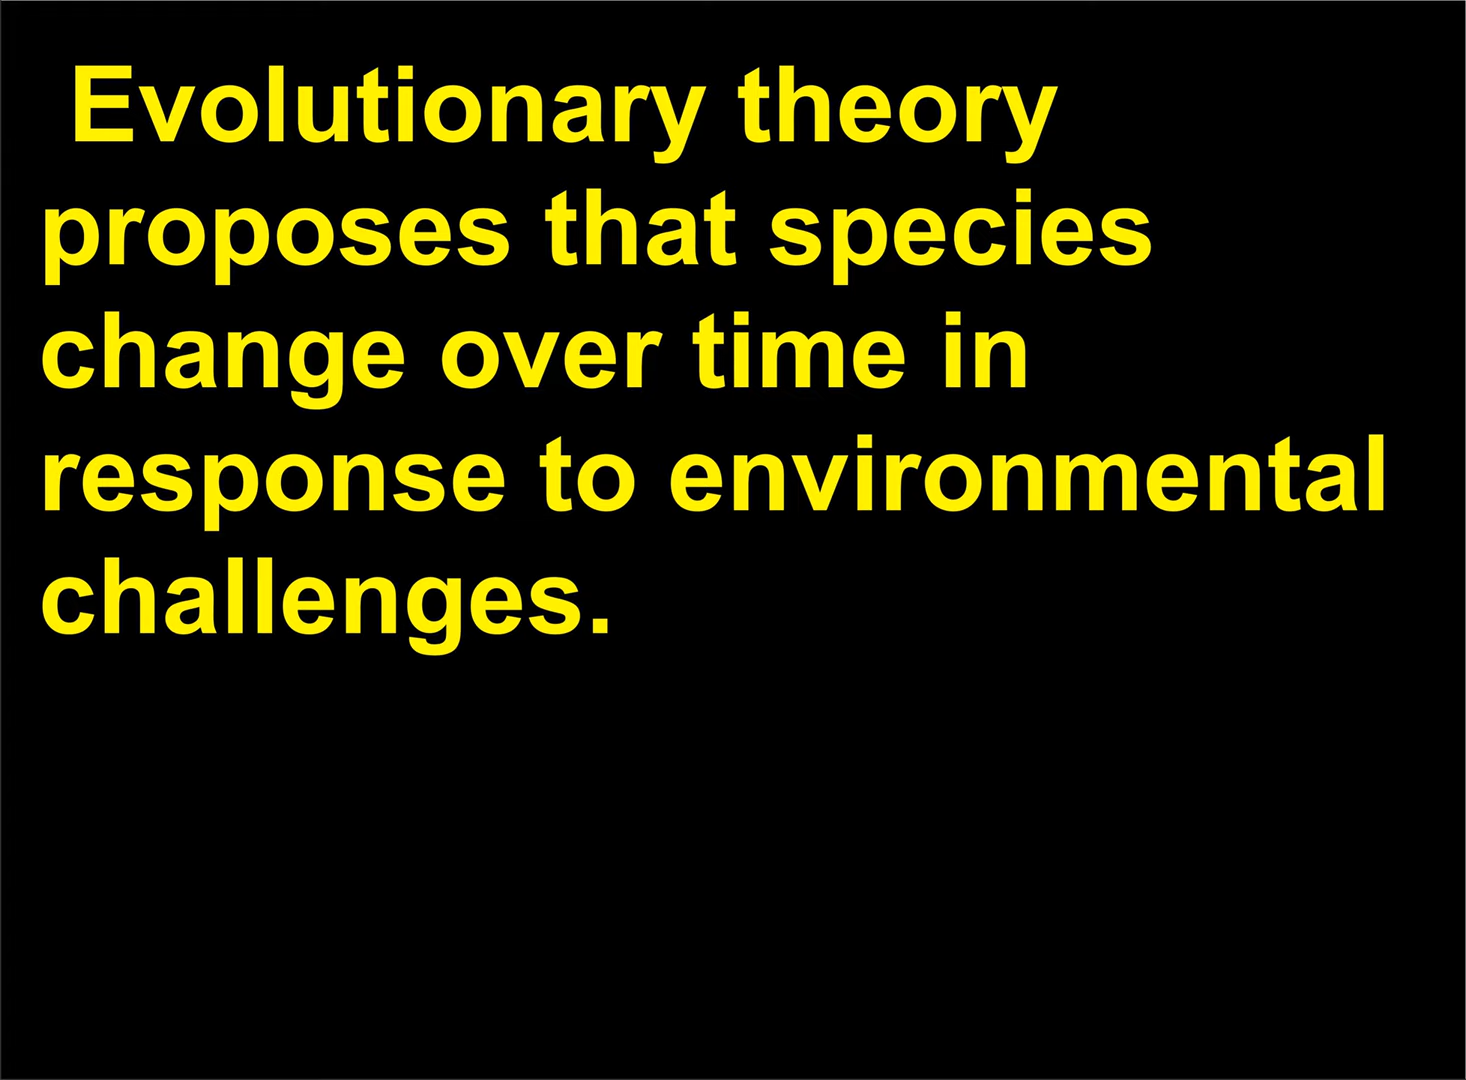 Evolutionary theory
proposes that species
change over time in
response to environmental
challenges.